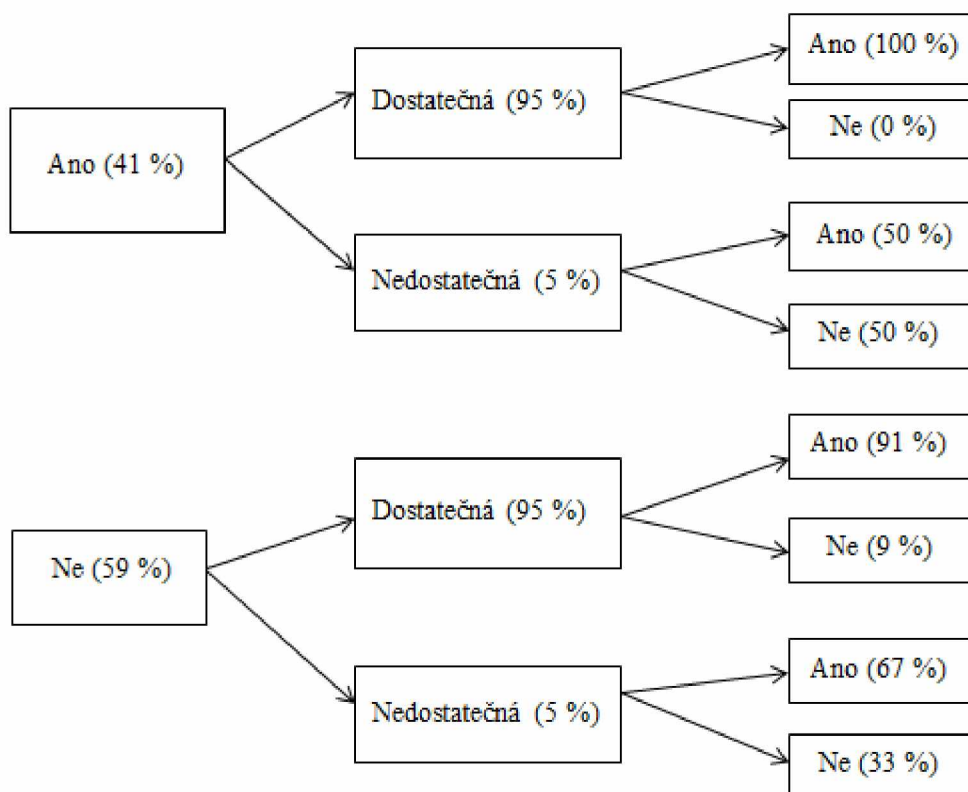 Ano (41 %)
Dostatečná (95 %)
Ano (100 %)
Ne (0 %)
Nedostatečná (5 %)
Ano (50 %)
Ne (50 %)
Ne (59 %)
Dostatečná (95 %)
Ano (91 %)
Ne (9 %)
Nedostatečná (5 %)
Ano (67 %)
Ne (33 %)